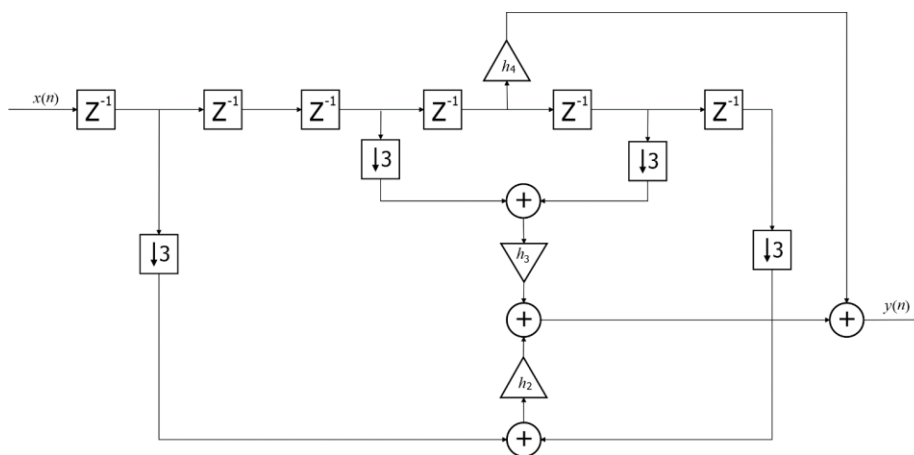 h₄
x(n) Z⁻¹ Z⁻¹ Z⁻¹ Z⁻¹ Z⁻¹ Z⁻¹
↓3 ↓3
+
↓3 h₃ ↓3
+ + y(n)
h₂
+